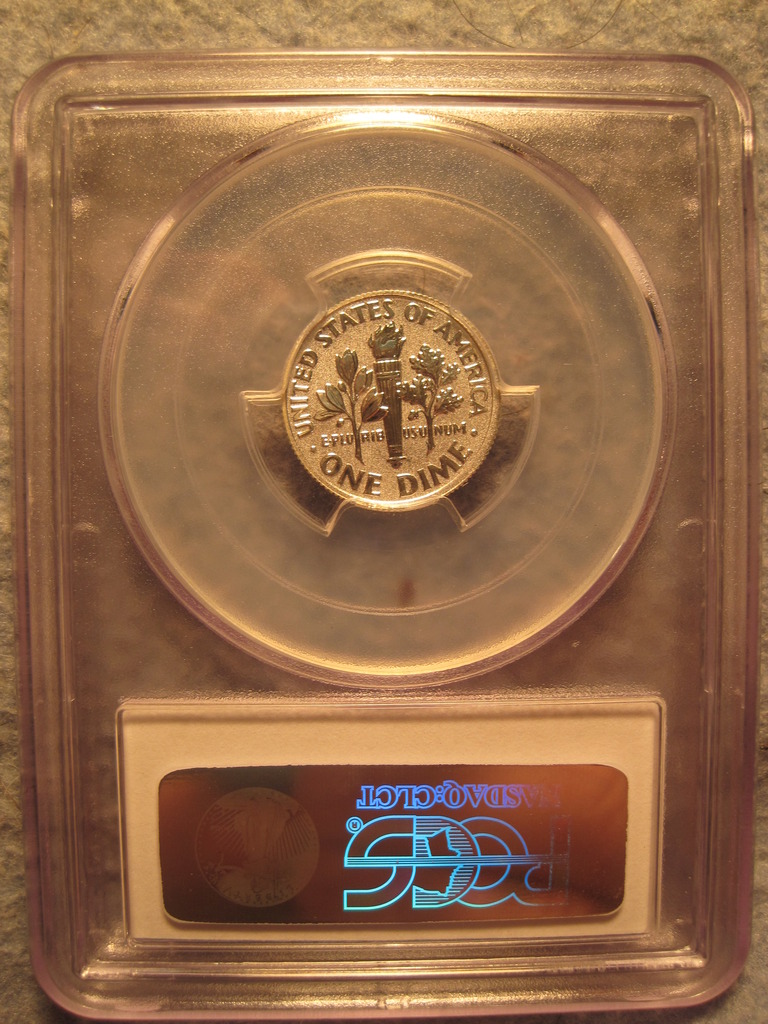 UNITED STATES OF AMERICA
E PLURIBUS UNUM
· ONE DIME ·
NASDAQ:CLCT
PCGS®